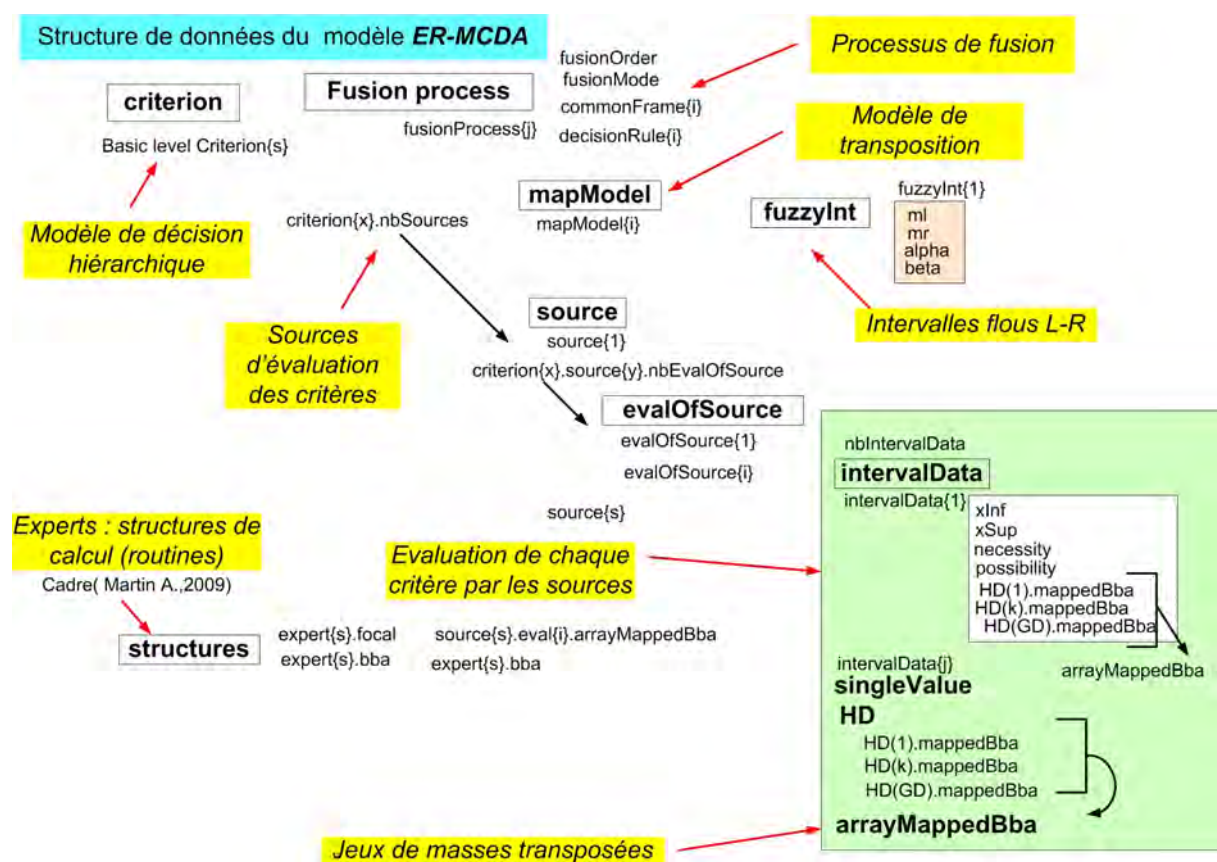 Structure de données du modèle ER-MCDA
fusionOrder
fusionMode
commonFrame{i}
decisionRule{i}
Processus de fusion
criterion
Fusion process
fusionProcess{j}
Basic level Criterion{s}
Modèle de
transposition
mapModel
mapModel{i}
fuzzyInt{1}
fuzzyInt
ml
mr
alpha
beta
criterion{x}.nbSources
Modèle de décision
hiérarchique
Sources
d'évaluation
des critères
source
source{1}
Intervalles flous L-R
criterion{x}.source{y}.nbEvalOfSource
evalOfSource
evalOfSource{1}
evalOfSource{i}
source{s}
nbIntervalData
intervalData
intervalData{1}
xInf
xSup
necessity
possibility
HD(1).mappedBba
HD(k).mappedBba
HD(GD).mappedBba
arrayMappedBba
Experts : structures de
calcul (routines)
Cadre( Martin A.,2009)
Evaluation de chaque
critère par les sources
structures
expert{s}.focal
expert{s}.bba
source{s}.eval{i}.arrayMappedBba
expert{s}.bba
intervalData{j}
singleValue
HD
HD(1).mappedBba
HD(k).mappedBba
HD(GD).mappedBba
arrayMappedBba
Jeux de masses transposées